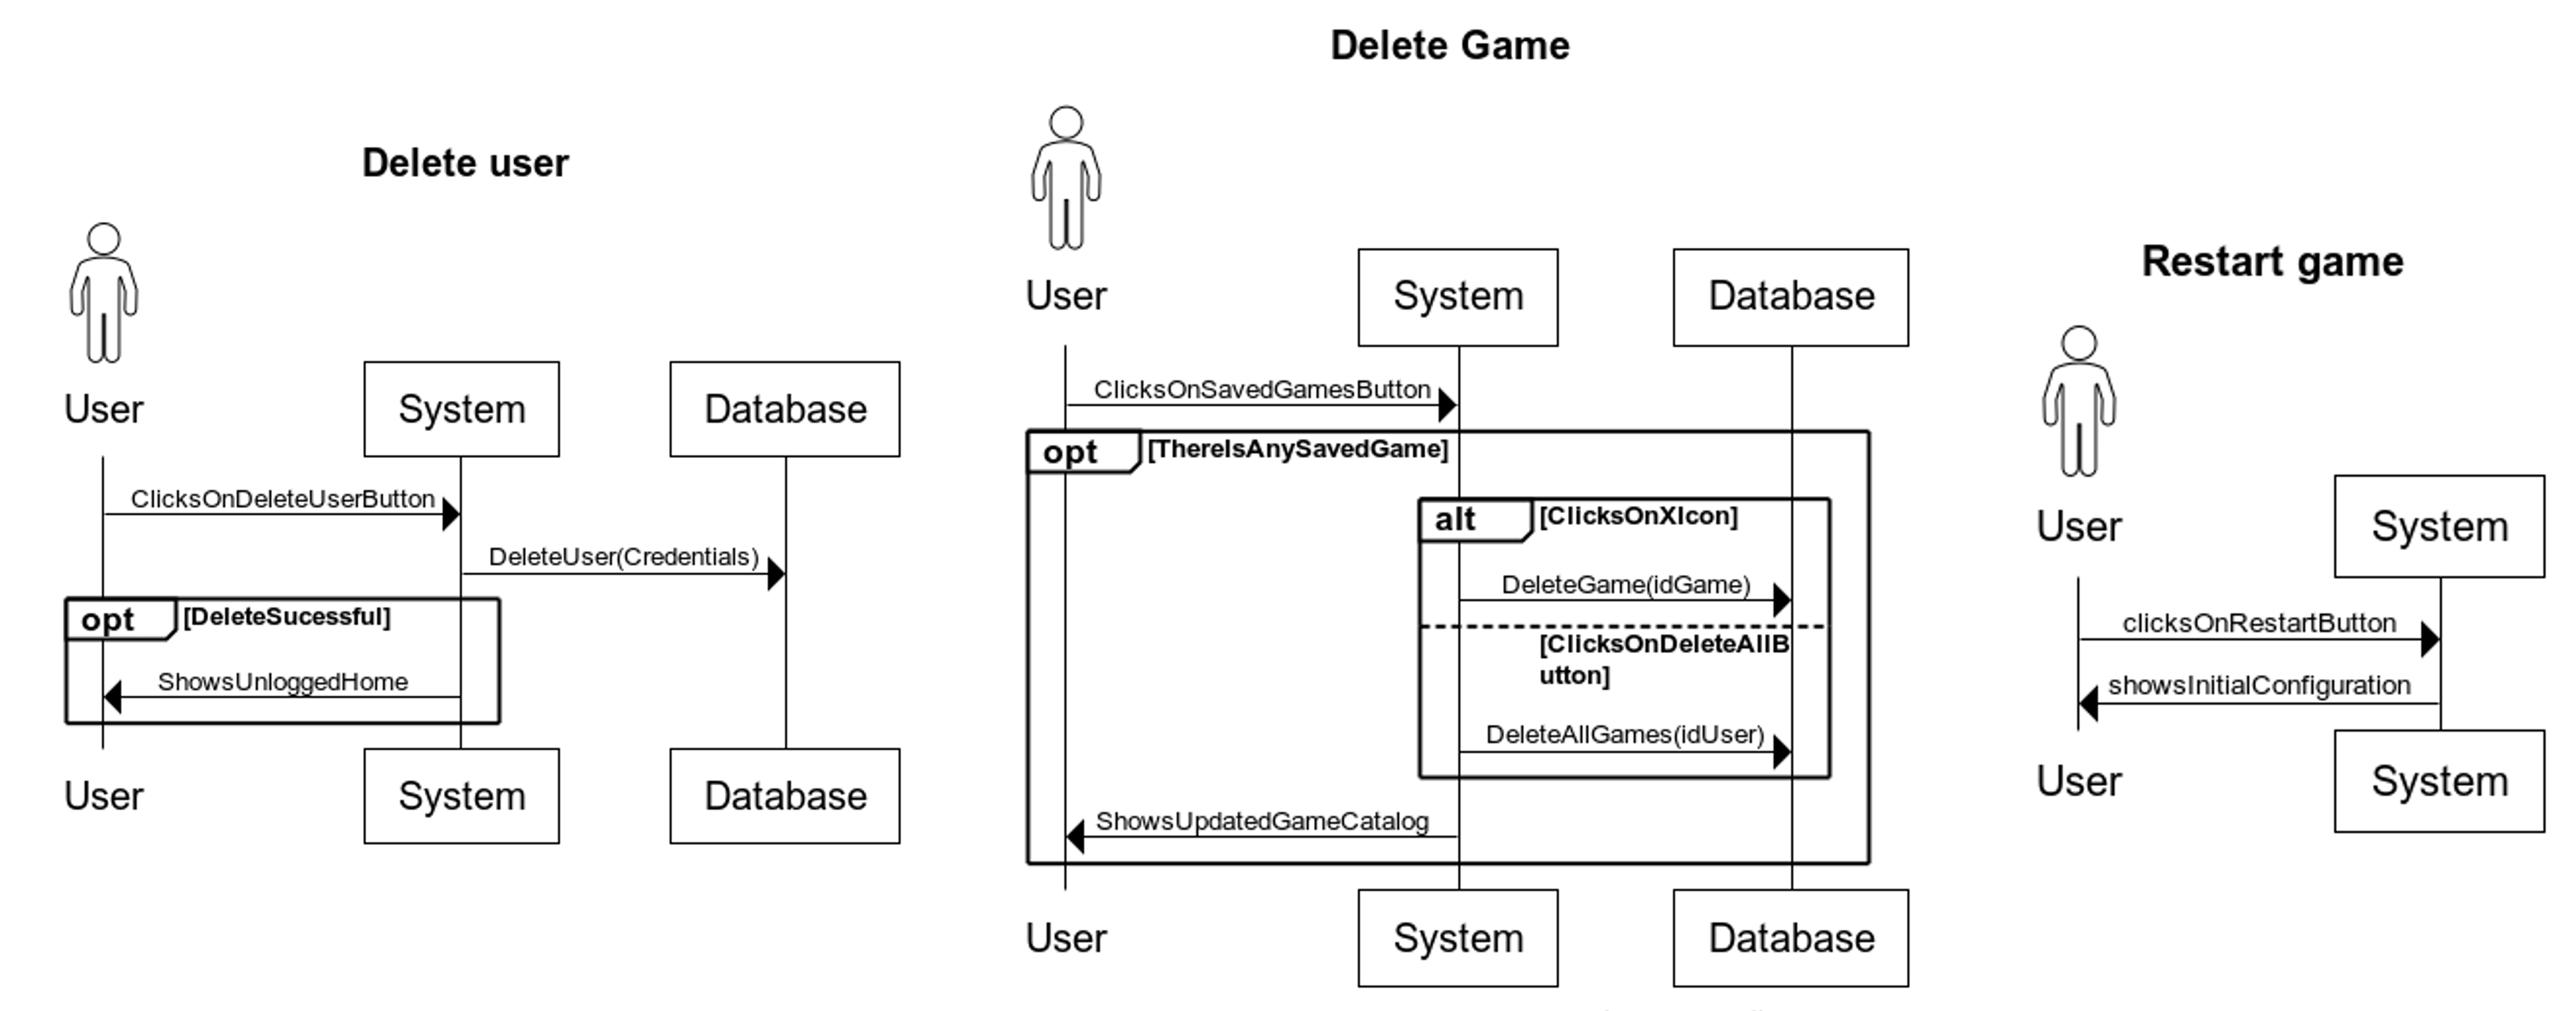 Delete user
User
System
Database
ClicksOnDeleteUserButton
DeleteUser(Credentials)
opt
[DeleteSucessful]
ShowsUnloggedHome
User
System
Database
Delete Game
User
System
Database
ClicksOnSavedGamesButton
opt
[ThereIsAnySavedGame]
alt
[ClicksOnXIcon]
DeleteGame(idGame)
[ClicksOnDeleteAllB
utton]
DeleteAllGames(idUser)
ShowsUpdatedGameCatalog
User
System
Database
Restart game
User
System
clicksOnRestartButton
showsInitialConfiguration
User
System